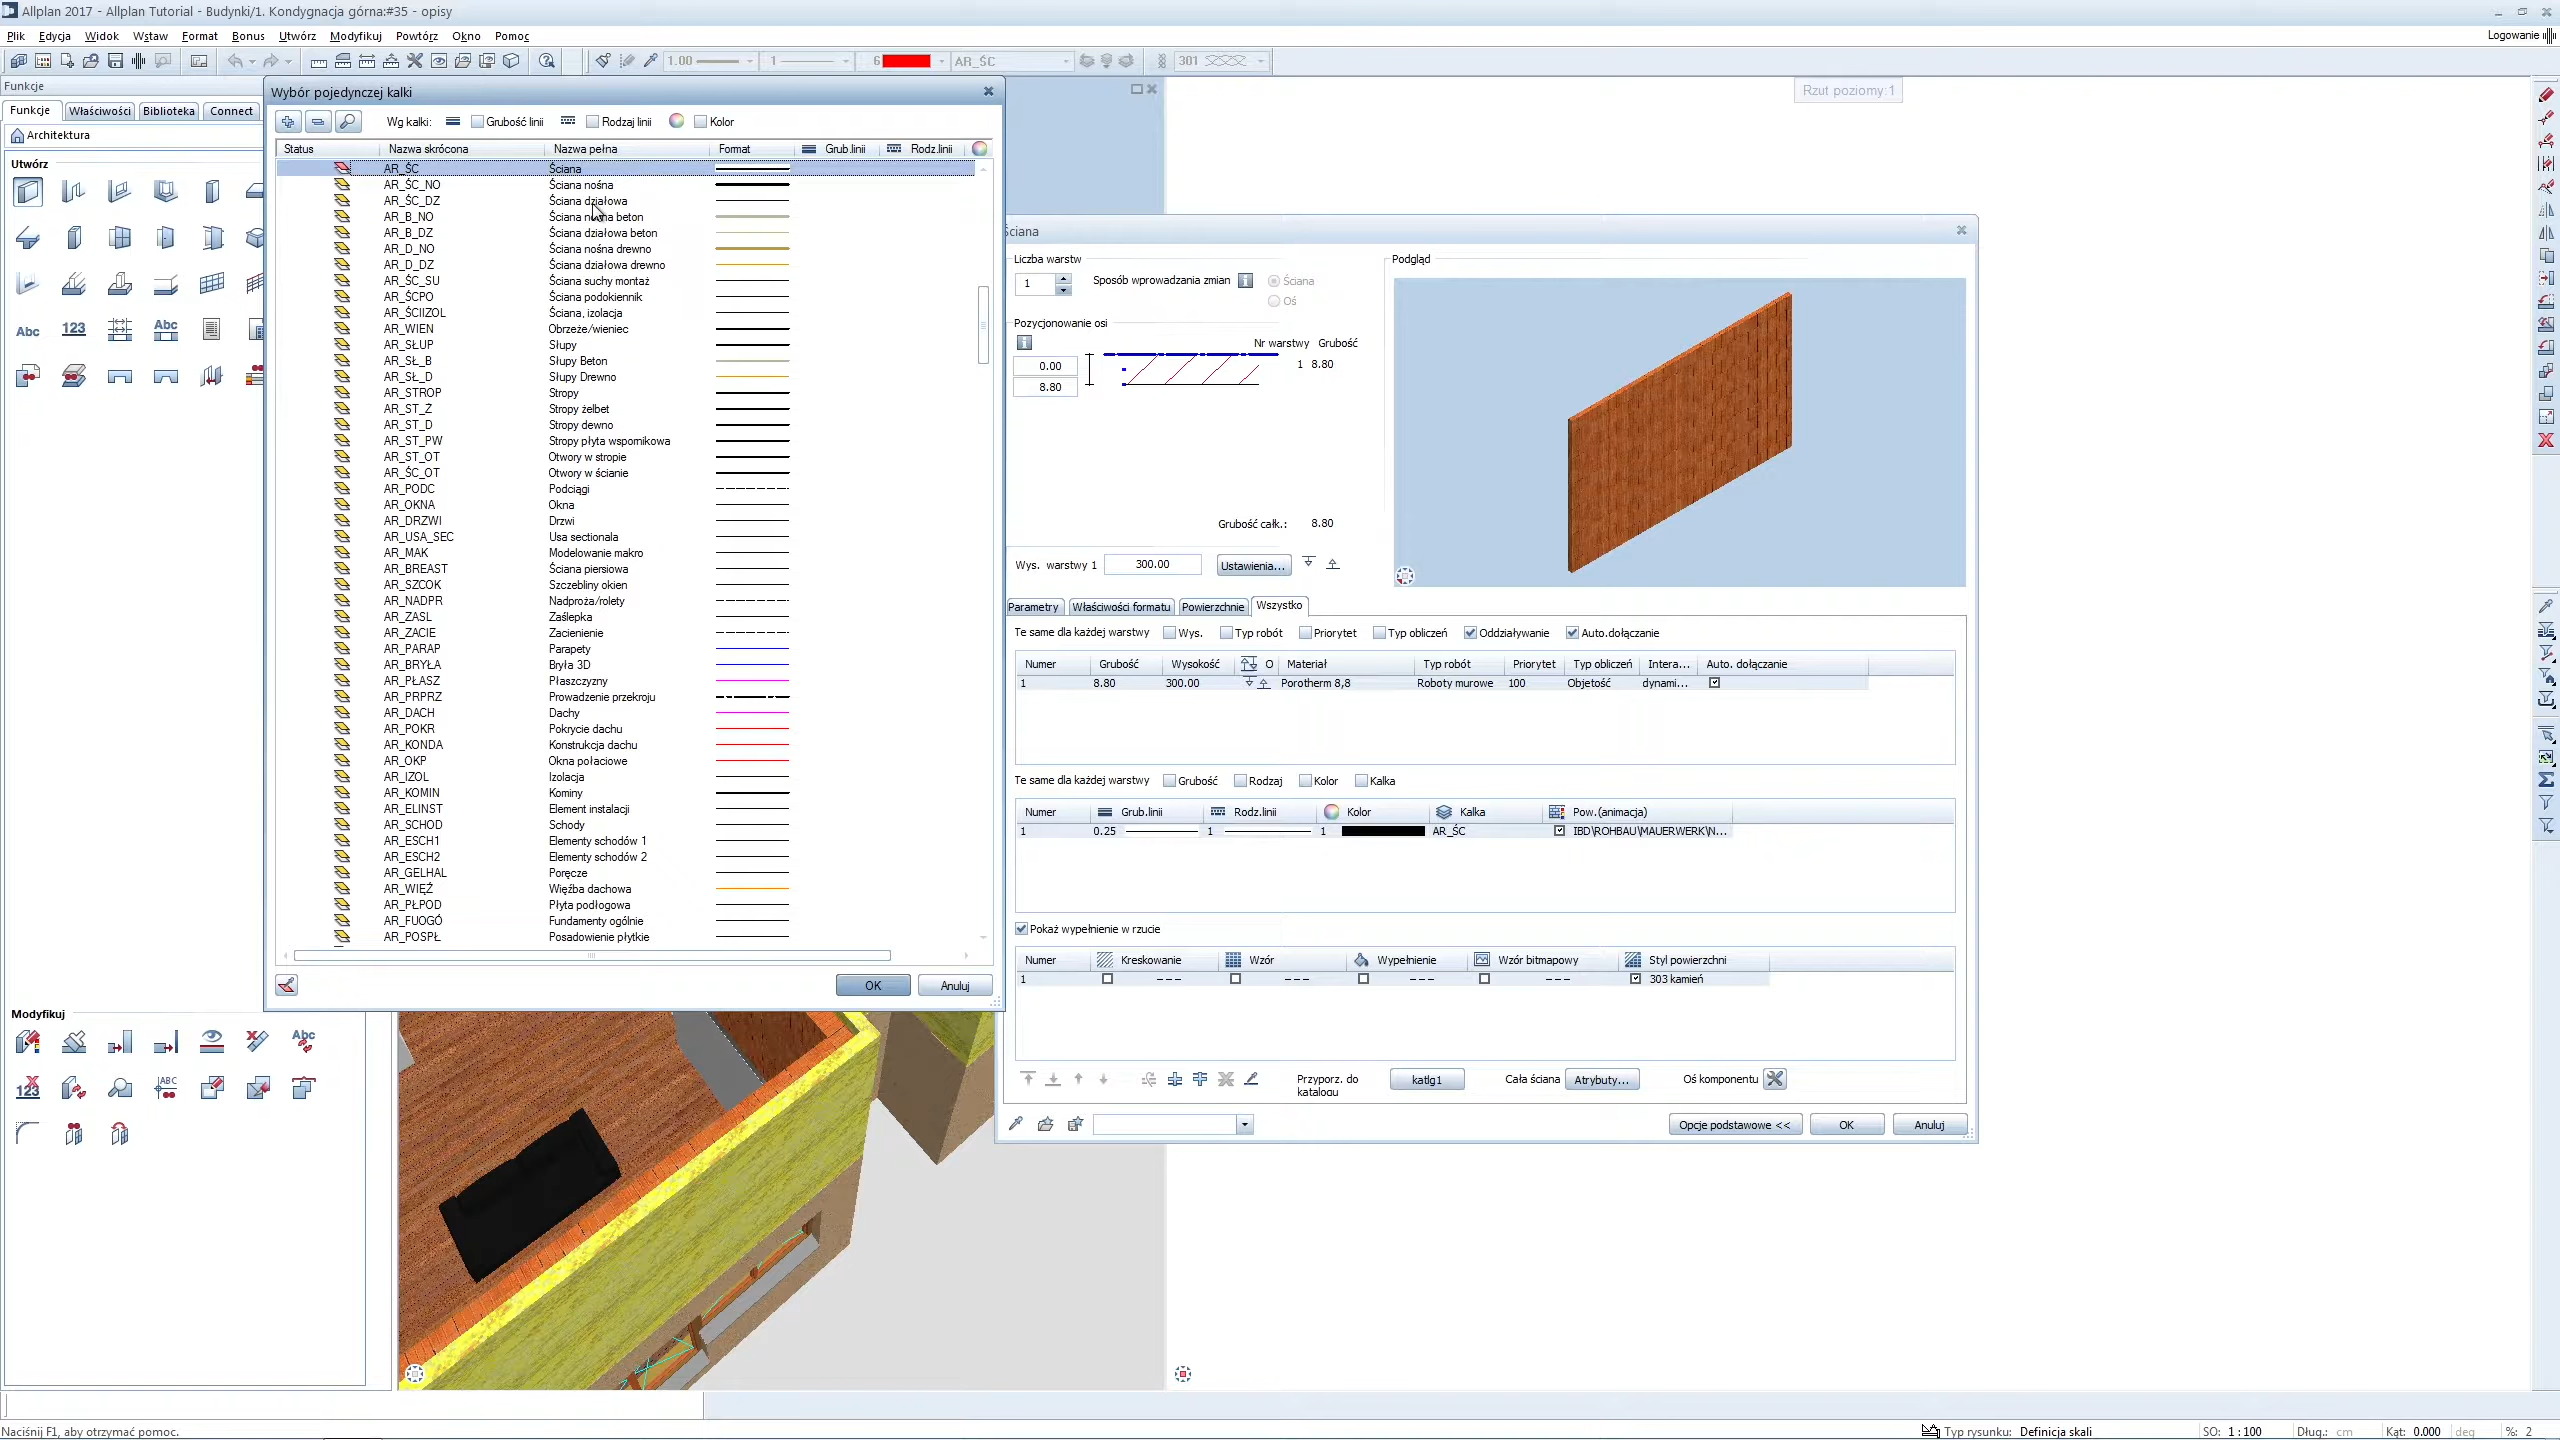 Allplan 2017 - Allplan Tutorial - Budynki/1. Kondygnacja górna:#35 - opisy
Plik Edycja Widok Wstaw Format Bonus Utwórz Modyfikuj Powtórz Okno Pomoc
Logowanie
1.00 1 6 AR_ŚC 301
Funkcje
Funkcje Właściwości Biblioteka Connect
Architektura
Utwórz
Abc 123 Abc
Modyfikuj
Abc
123 ABC
Rzut poziomy:1
Wybór pojedynczej kalki
Wg kalki: Grubość linii Rodzaj linii Kolor
Status Nazwa skrócona Nazwa pełna Format Grub.linii Rodz.linii
AR_ŚC Ściana
AR_ŚC_NO Ściana nośna
AR_ŚC_DZ Ściana działowa
AR_B_NO Ściana nośna beton
AR_B_DZ Ściana działowa beton
AR_D_NO Ściana nośna drewno
AR_D_DZ Ściana działowa drewno
AR_ŚC_SU Ściana suchy montaż
AR_ŚCPO Ściana podokiennik
AR_ŚCIIZOL Ściana, izolacja
AR_WIEN Obrzeże/wieniec
AR_SŁUP Słupy
AR_SŁ_B Słupy Beton
AR_SŁ_D Słupy Drewno
AR_STROP Stropy
AR_ST_Ż Stropy żelbet
AR_ST_D Stropy dewno
AR_ST_PW Stropy płyta wspornikowa
AR_ST_OT Otwory w stropie
AR_ŚC_OT Otwory w ścianie
AR_PODC Podciągi
AR_OKNA Okna
AR_DRZWI Drzwi
AR_USA_SEC Usa sectionala
AR_MAK Modelowanie makro
AR_BREAST Ściana piersiowa
AR_SZCOK Szczebliny okien
AR_NADPR Nadproża/rolety
AR_ZASL Zaślepka
AR_ZACIE Zacienienie
AR_PARAP Parapety
AR_BRYŁA Bryła 3D
AR_PŁASZ Płaszczyzny
AR_PRPRZ Prowadzenie przekroju
AR_DACH Dachy
AR_POKR Pokrycie dachu
AR_KONDA Konstrukcja dachu
AR_OKP Okna połaciowe
AR_IZOL Izolacja
AR_KOMIN Kominy
AR_ELINST Element instalacji
AR_SCHOD Schody
AR_ESCH1 Elementy schodów 1
AR_ESCH2 Elementy schodów 2
AR_GELHAL Poręcze
AR_WIĘŹ Więźba dachowa
AR_PŁPOD Płyta podłogowa
AR_FUOGÓ Fundamenty ogólnie
AR_POSPŁ Posadowienie płytkie
OK Anuluj
Ściana
Liczba warstw
1 Sposób wprowadzania zmian Ściana
Oś
Pozycjonowanie osi
Nr warstwy Grubość
0.00 1 8.80
8.80
Grubość całk.: 8.80
Wys. warstwy 1 300.00 Ustawienia...
Podgląd
Parametry Właściwości formatu Powierzchnie Wszystko
Te same dla każdej warstwy Wys. Typ robót Priorytet Typ obliczeń Oddziaływanie Auto.dołączanie
Numer Grubość Wysokość O Materiał Typ robót Priorytet Typ obliczeń Intera... Auto. dołączanie
1 8.80 300.00 Porotherm 8,8 Roboty murowe 100 Objetość dynami...
Te same dla każdej warstwy Grubość Rodzaj Kolor Kalka
Numer Grub.linii Rodz.linii Kolor Kalka Pow.(animacja)
1 0.25 1 1 AR_ŚC IBD\ROHBAU\MAUERWERK\N...
Pokaż wypełnienie w rzucie
Numer Kreskowanie Wzór Wypełnienie Wzór bitmapowy Styl powierzchni
1 --- --- --- --- 303 kamień
Przyporz. do katalogu katlg1 Cała ściana Atrybuty... Oś komponentu
Opcje podstawowe << OK Anuluj
Naciśnij F1, aby otrzymać pomoc.
Typ rysunku: Definicja skali SO: 1 : 100 Dług.: cm Kąt: 0.000 deg %: 2